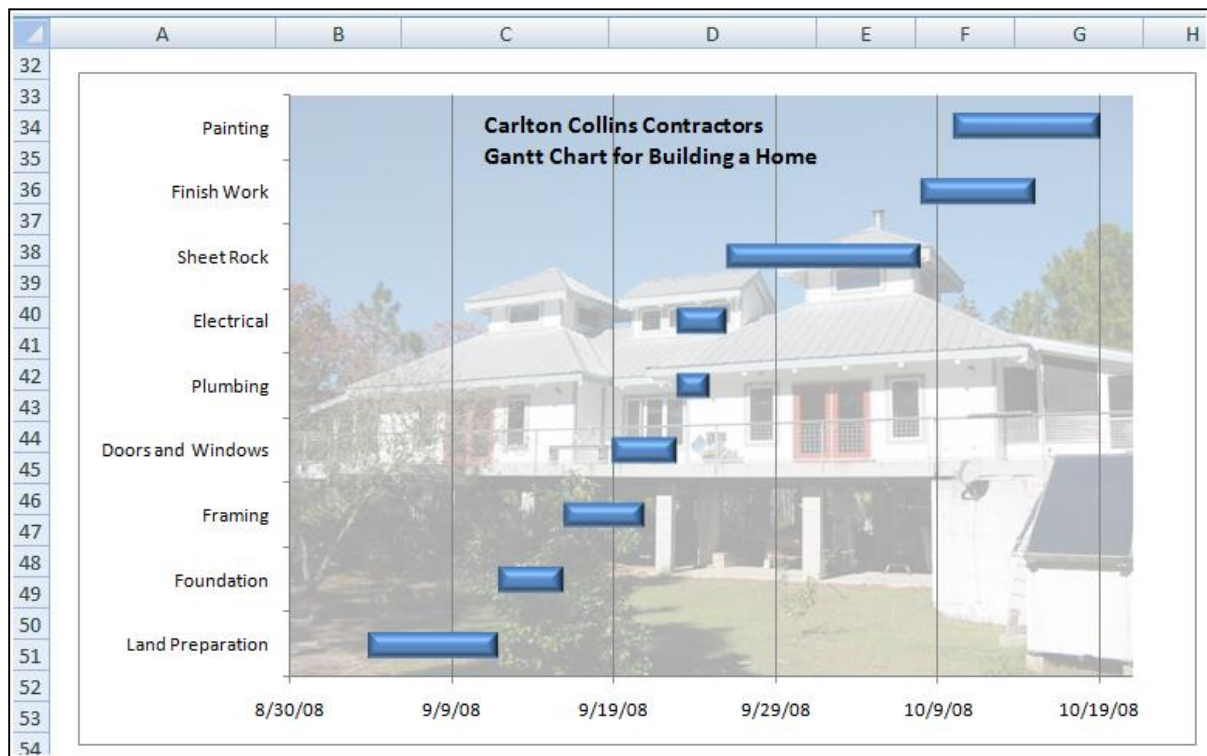 A B C D E F G H
32
33
34
35
36
37
38
39
40
41
42
43
44
45
46
47
48
49
50
51
52
53
54
Carlton Collins Contractors
Gantt Chart for Building a Home
Painting
Finish Work
Sheet Rock
Electrical
Plumbing
Doors and Windows
Framing
Foundation
Land Preparation
8/30/08 9/9/08 9/19/08 9/29/08 10/9/08 10/19/08